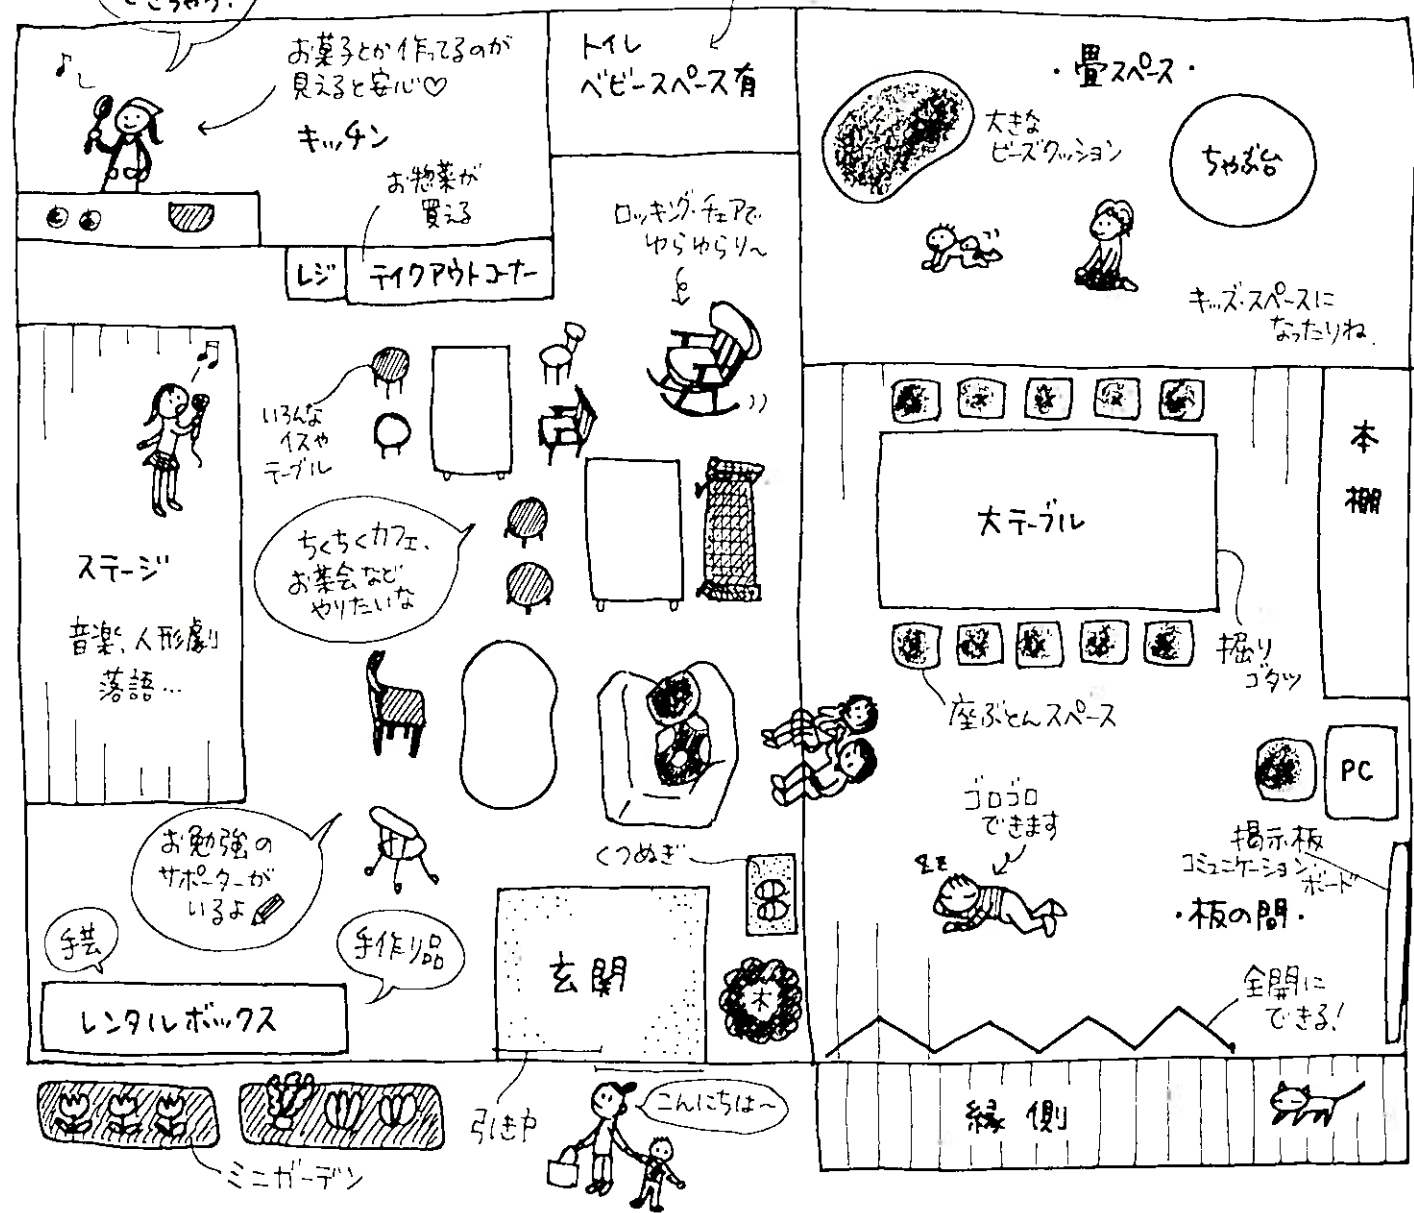 お菓子とか作ってるのが
見えると安心♡
キッチン
お惣菜が
買える
レジ
テイクアウトコーナー
トイレ
ベビースペース有
・畳スペース・
大きな
ビーズクッション
ちゃぶ台
キッズ・スペースに
なったりね.
ロッキング・チェアで
ゆらゆらり〜
いろんな
イスや
テーブル
ちくちくカフェ、
お茶会など
やりたいな
ステージ
音楽、人形劇
落語…
大テーブル
本棚
掘り
ゴタツ
座ぶとんスペース
PC
ゴロゴロ
できます
zz
掲示板
コミュニケーション・
ボード
・板の間・
全開に
できる!
お勉強の
サポーターが
いるよ
くつぬぎ
手芸
手作り品
レンタルボックス
玄関
木
引き戸
こんにちは〜
縁側
ミニガーデン